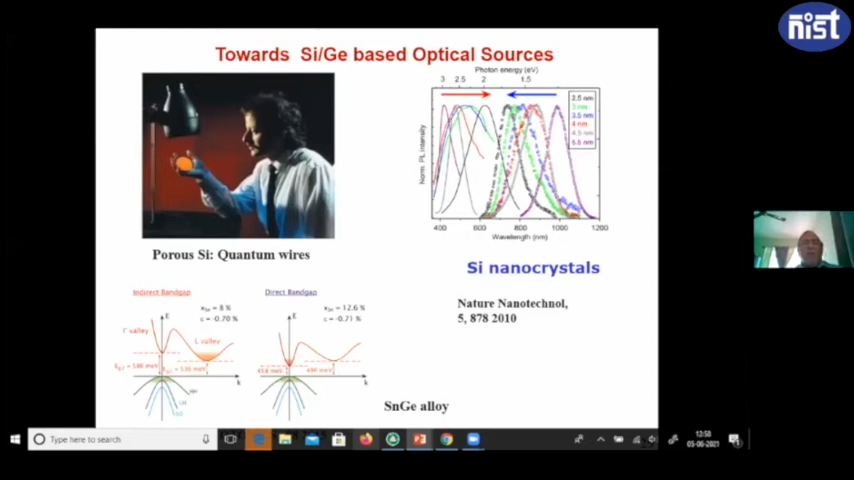 nist
Towards Si/Ge based Optical Sources
Photon energy (eV)
3 2.5 2 1.5
Norm. PL Intensity
2.5 nm
3 nm
3.5 nm
4 nm
4.5 nm
5.5 nm
400 600 800 1000 1200
Wavelength (nm)
Porous Si: Quantum wires
Si nanocrystals
Nature Nanotechnol,
5, 878 2010
Indirect Bandgap
Direct Bandgap
E
E
Γ valley
L valley
k
k
HH
LH
SnGe alloy
Type here to search
12:58
05-06-2021